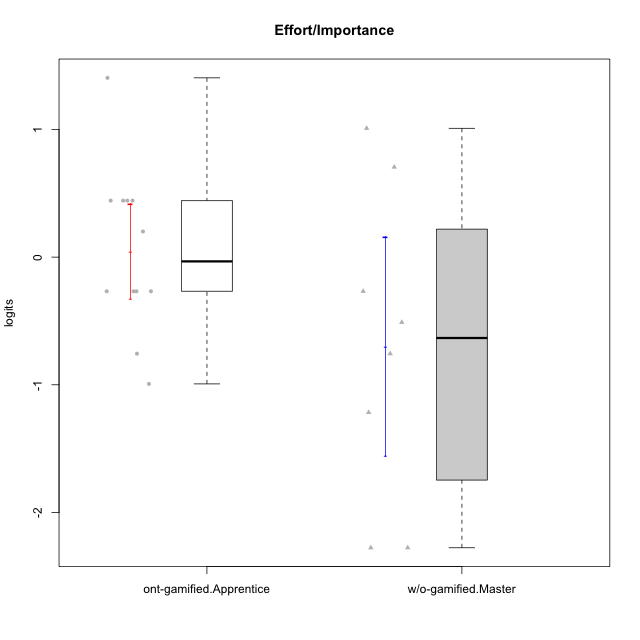 Effort/Importance
logits
1
0
-1
-2
ont-gamified.Apprentice
w/o-gamified.Master